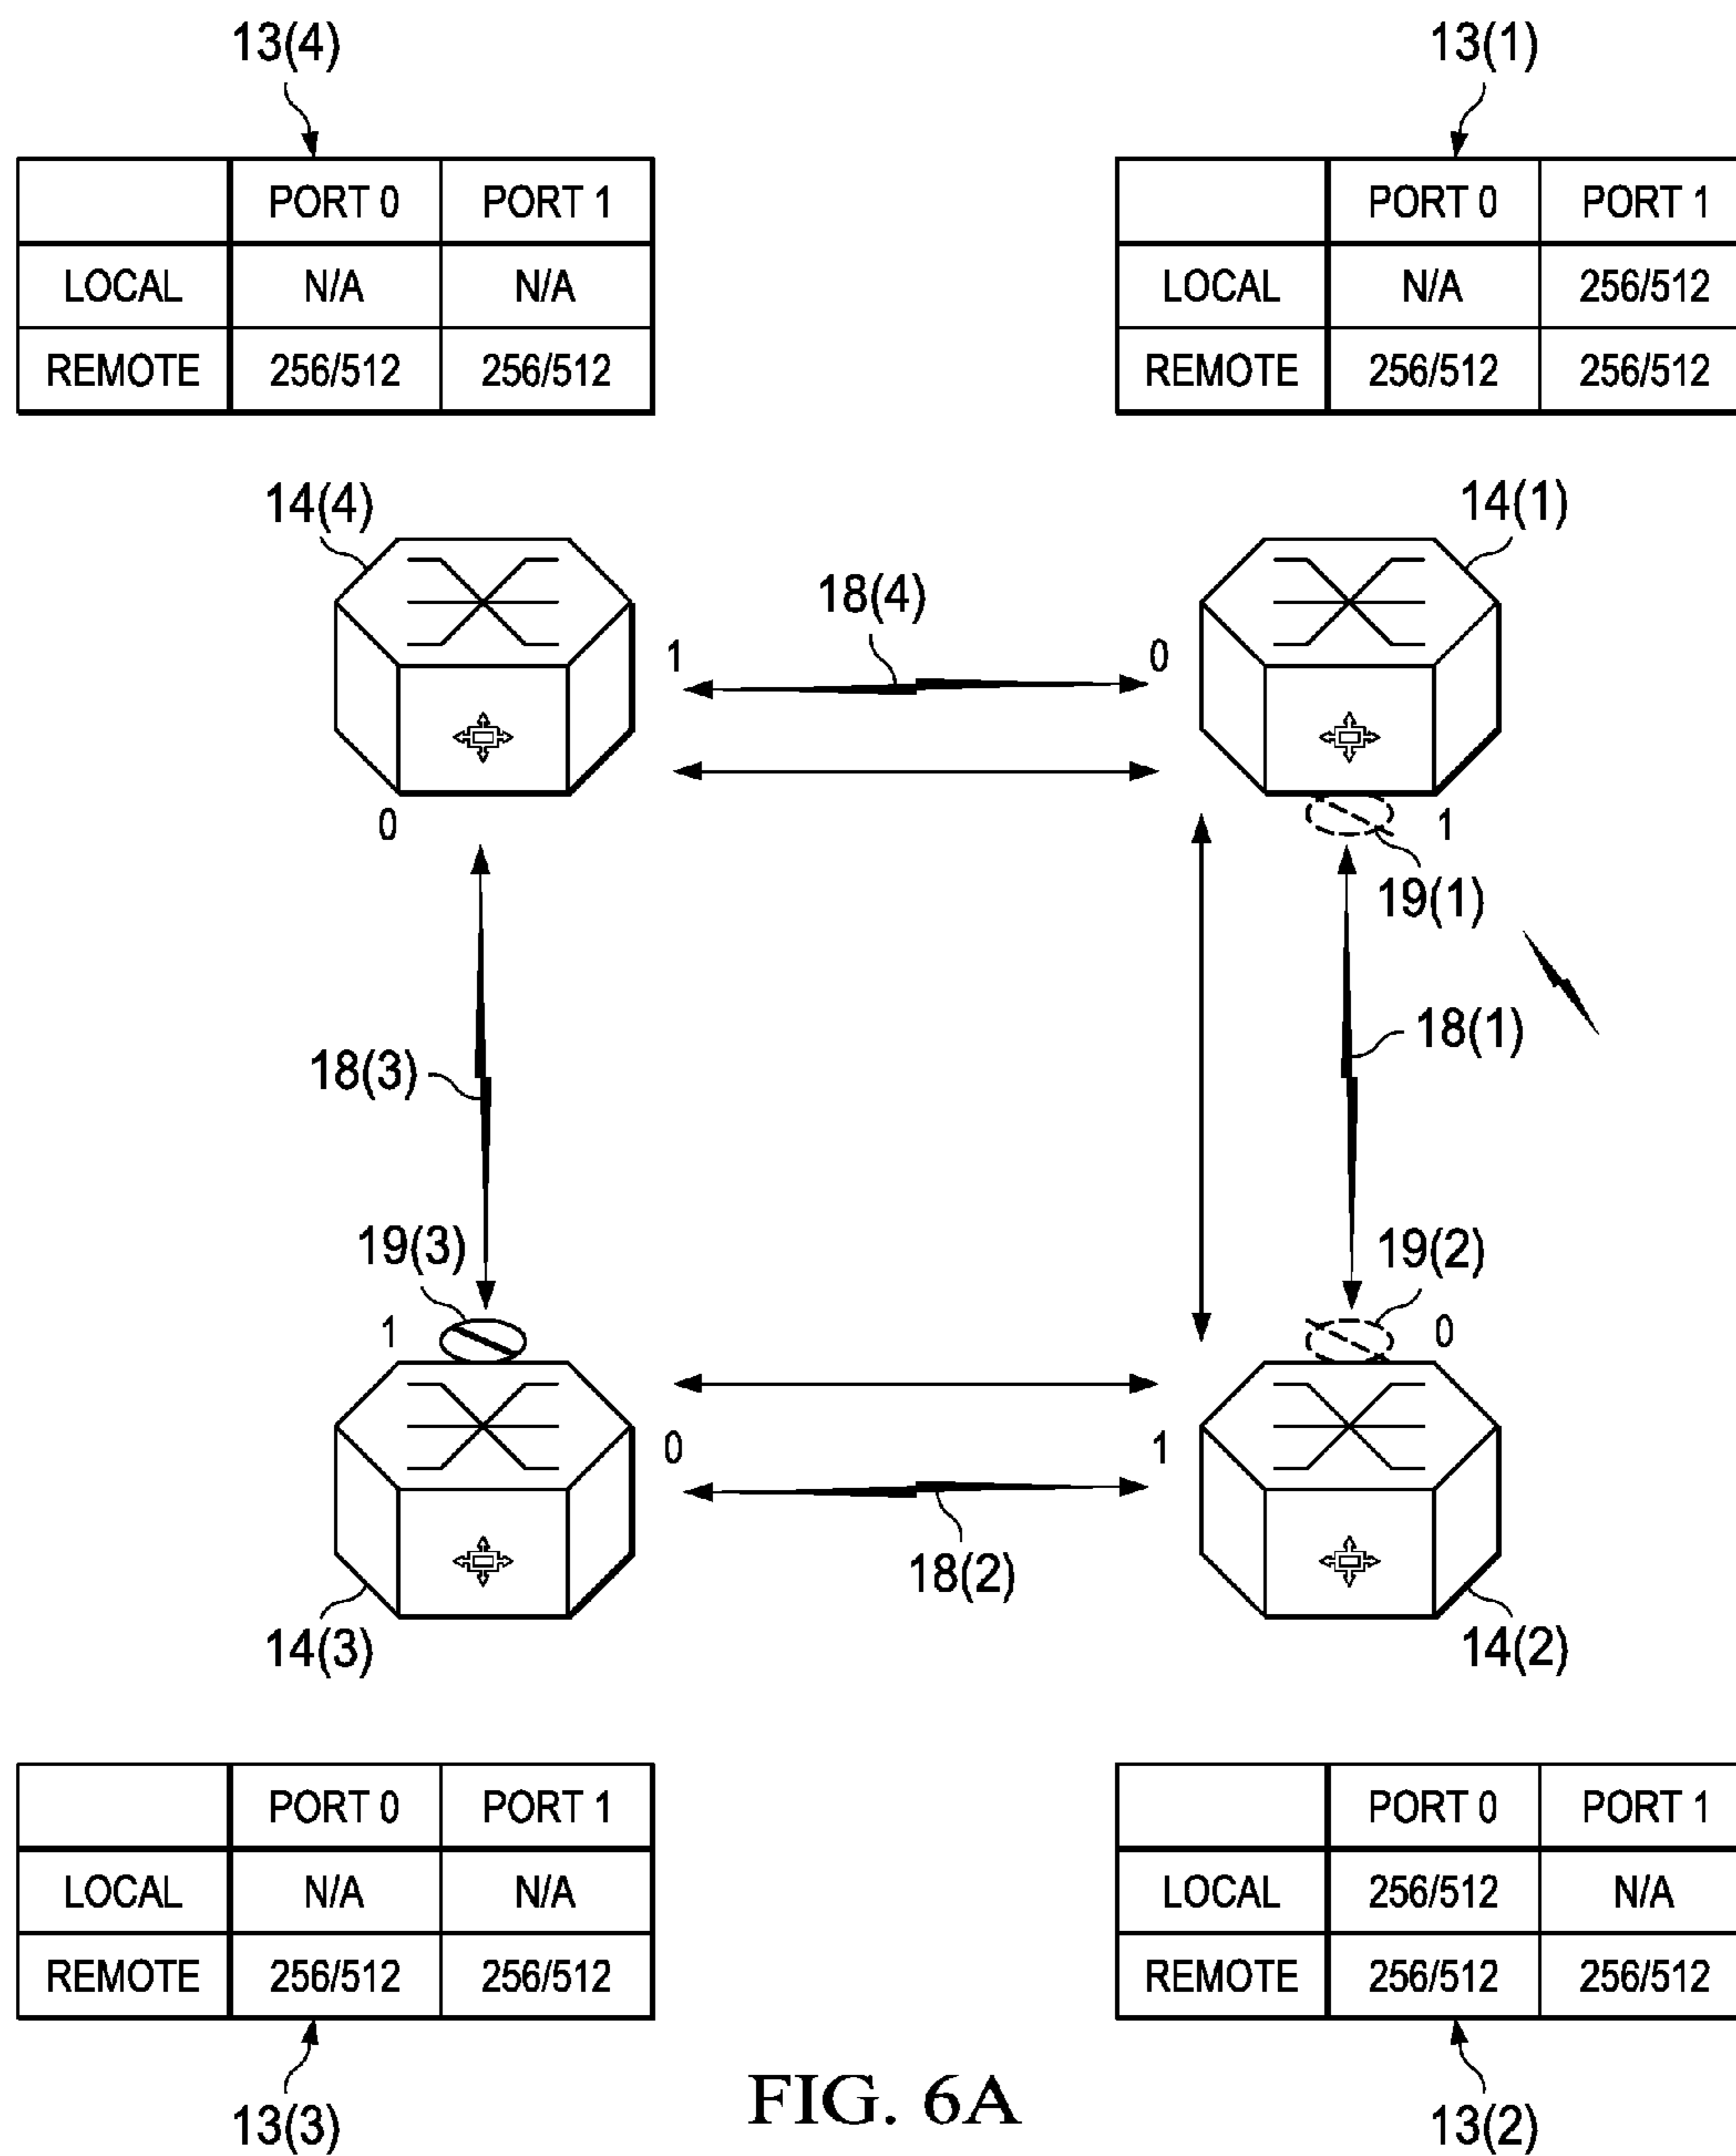 13(4)
13(1)
PORT 0 PORT 1
LOCAL N/A N/A
REMOTE 256/512 256/512
PORT 0 PORT 1
LOCAL N/A 256/512
REMOTE 256/512 256/512
14(4)
14(1)
18(4)
1
0
0
1
19(1)
18(3)
18(1)
19(3)
19(2)
1
0
0
1
18(2)
14(3)
14(2)
PORT 0 PORT 1
LOCAL N/A N/A
REMOTE 256/512 256/512
PORT 0 PORT 1
LOCAL 256/512 N/A
REMOTE 256/512 256/512
13(3)
FIG. 6A
13(2)